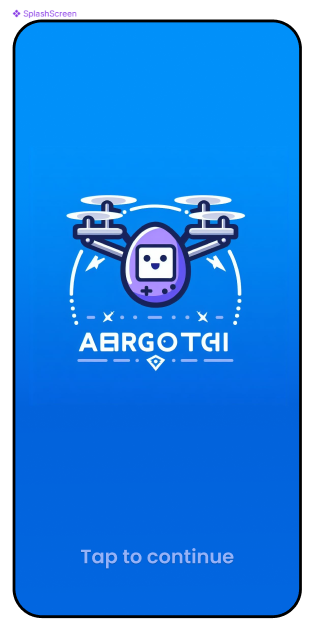 SplashScreen
AERGOTCHI
Tap to continue